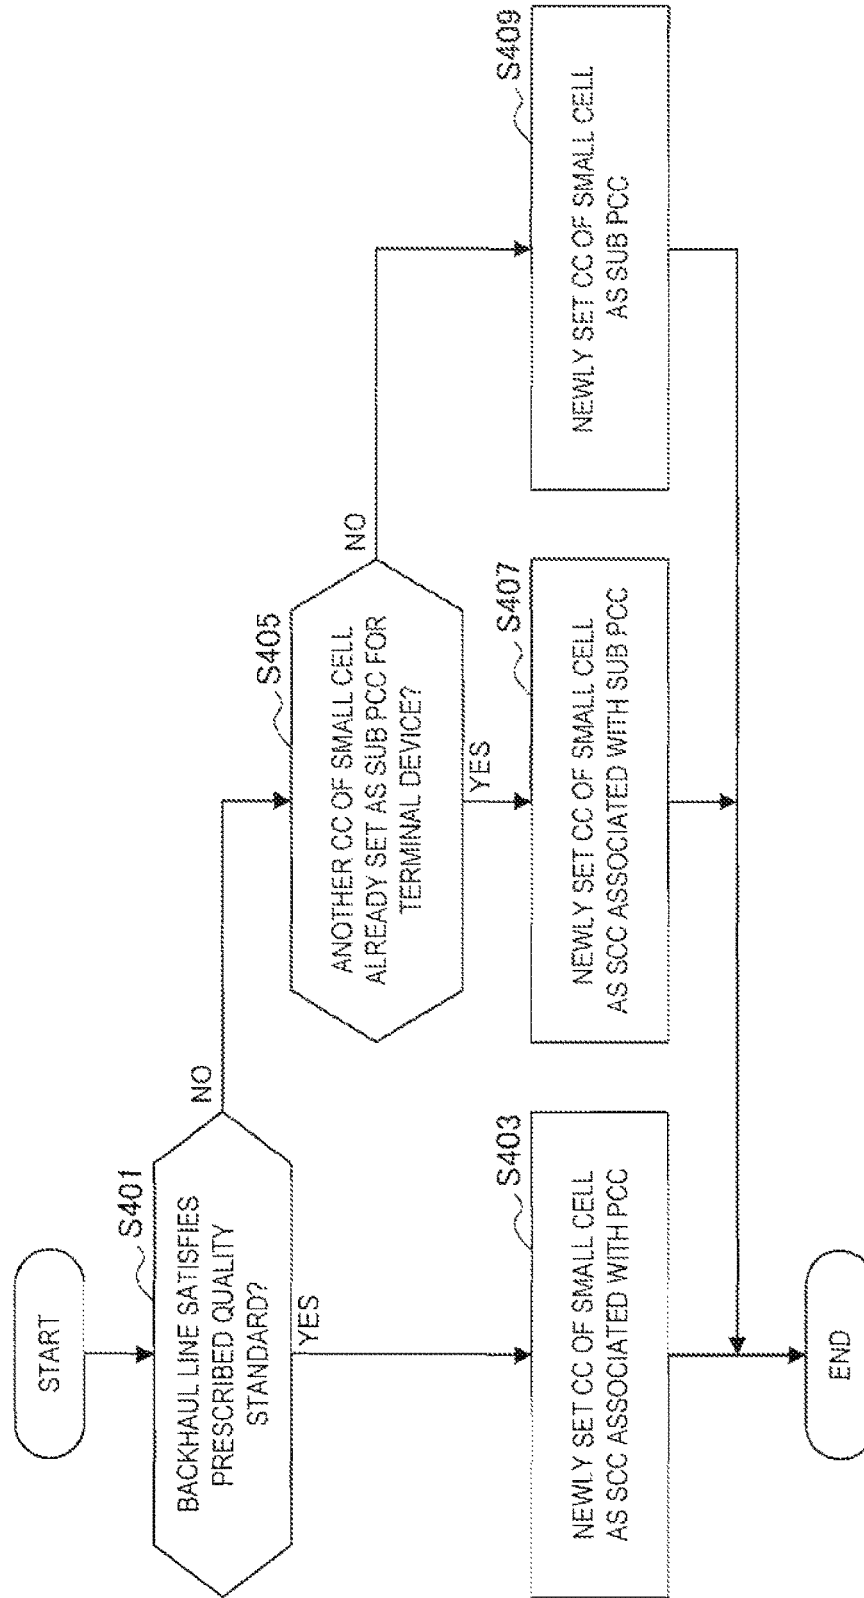 START
S401
BACKHAUL LINE SATISFIES
PRESCRIBED QUALITY
STANDARD?
NO
YES
S405
ANOTHER CC OF SMALL CELL
ALREADY SET AS SUB PCC FOR
TERMINAL DEVICE?
NO
YES
S403
NEWLY SET CC OF SMALL CELL
AS SCC ASSOCIATED WITH PCC
S407
NEWLY SET CC OF SMALL CELL
AS SCC ASSOCIATED WITH SUB PCC
S409
NEWLY SET CC OF SMALL CELL
AS SUB PCC
END